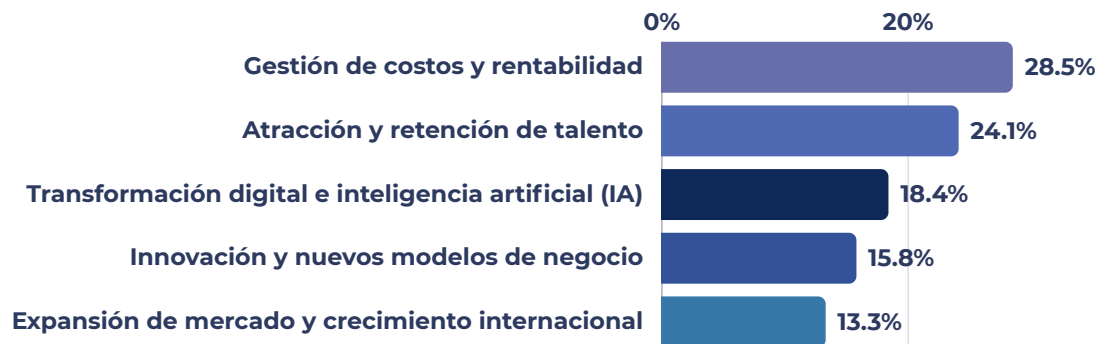 0% 20%
Gestión de costos y rentabilidad 28.5%
Atracción y retención de talento 24.1%
Transformación digital e inteligencia artificial (IA) 18.4%
Innovación y nuevos modelos de negocio 15.8%
Expansión de mercado y crecimiento internacional 13.3%